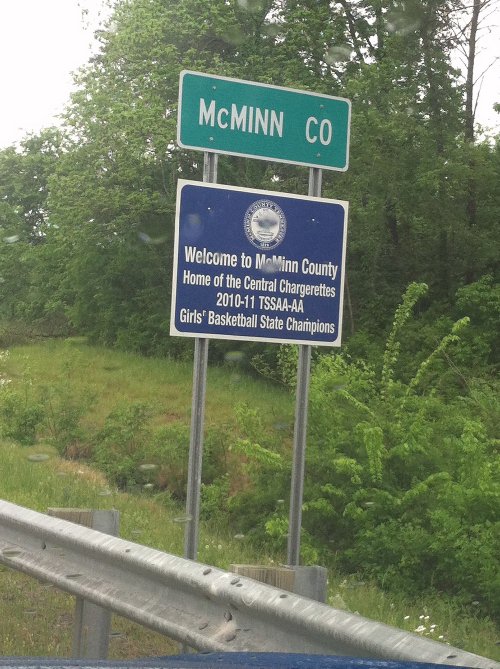 McMINN CO
Welcome to McMinn County
Home of the Central Chargerettes
2010-11 TSSAA-AA
Girls' Basketball State Champions